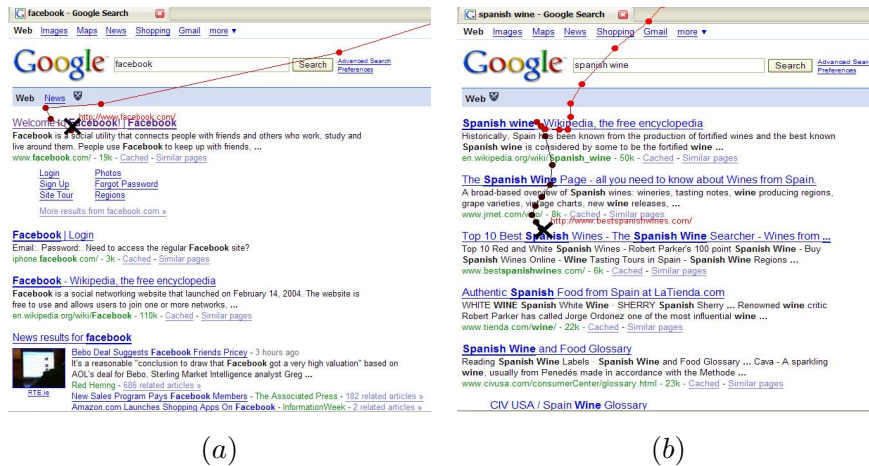 facebook - Google Search
Web Images Maps News Shopping Gmail more ▼
Google facebook Search Advanced Search
Preferences
Web News
http://www.facebook.com/
Welcome to Facebook! | Facebook
Facebook is a social utility that connects people with friends and others who work, study and
live around them. People use Facebook to keep up with friends, ...
www.facebook.com/ - 19k - Cached - Similar pages
Login Photos
Sign Up Forgot Password
Site Tour Regions
More results from facebook.com »
Facebook | Login
Email:. Password:. Need to access the regular Facebook site?
iphone.facebook.com/ - 3k - Cached - Similar pages
Facebook - Wikipedia, the free encyclopedia
Facebook is a social networking website that launched on February 14, 2004. The website is
free to use and allows users to join one or more networks, ...
en.wikipedia.org/wiki/Facebook - 110k - Cached - Similar pages
News results for facebook
Bebo Deal Suggests Facebook Friends Pricey - 3 hours ago
It's a reasonable "conclusion to draw that Facebook got a very high valuation" based on
AOL's deal for Bebo, Sterling Market Intelligence analyst Greg ...
Red Herring - 686 related articles »
RTE.ie
New Sales Program Pays Facebook Members - The Associated Press - 182 related articles »
Amazon.com Launches Shopping Apps On Facebook - InformationWeek - 2 related articles »
(a)
spanish wine - Google Search
Web Images Maps News Shopping Gmail more ▼
Google spanish wine Search Advanced Search
Preferences
Web
Spanish wine - Wikipedia, the free encyclopedia
Historically, Spain has been known from the production of fortified wines and the best known
Spanish wine is considered by some to be the fortified wine ...
en.wikipedia.org/wiki/Spanish_wine - 50k - Cached - Similar pages
The Spanish Wine Page - all you need to know about Wines from Spain.
A broad-based overview of Spanish wines: wineries, tasting notes, wine producing regions,
grape varieties, vintage charts, new wine releases, ...
8k - Cached - Similar pages
http://www.bestspanishwines.com/
Top 10 Best Spanish Wines - The Spanish Wine Searcher - Wines from ...
Top 10 Red and White Spanish Wines - Robert Parker's 100 point Spanish Wine - Buy
Spanish Wines Online - Wine Tasting Tours in Spain - Spanish Wine Regions ...
www.bestspanishwines.com/ - 6k - Cached - Similar pages
Authentic Spanish Food from Spain at LaTienda.com
WHITE WINE Spanish White Wine · SHERRY Spanish Sherry ... Renowned wine critic
Robert Parker has called Jorge Ordonez one of the most influential wine ...
www.tienda.com/wine/ - 22k - Cached - Similar pages
Spanish Wine and Food Glossary
Reading Spanish Wine Labels · Spanish Wine and Food Glossary ... Cava - A sparkling
wine, usually from Penedés made in accordance with the Methode ...
www.civusa.com/consumerCenter/glossary.html - 23k - Cached - Similar pages
CIV USA / Spain Wine Glossary
(b)